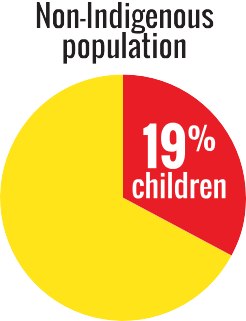 Non-Indigenous
population
19%
children